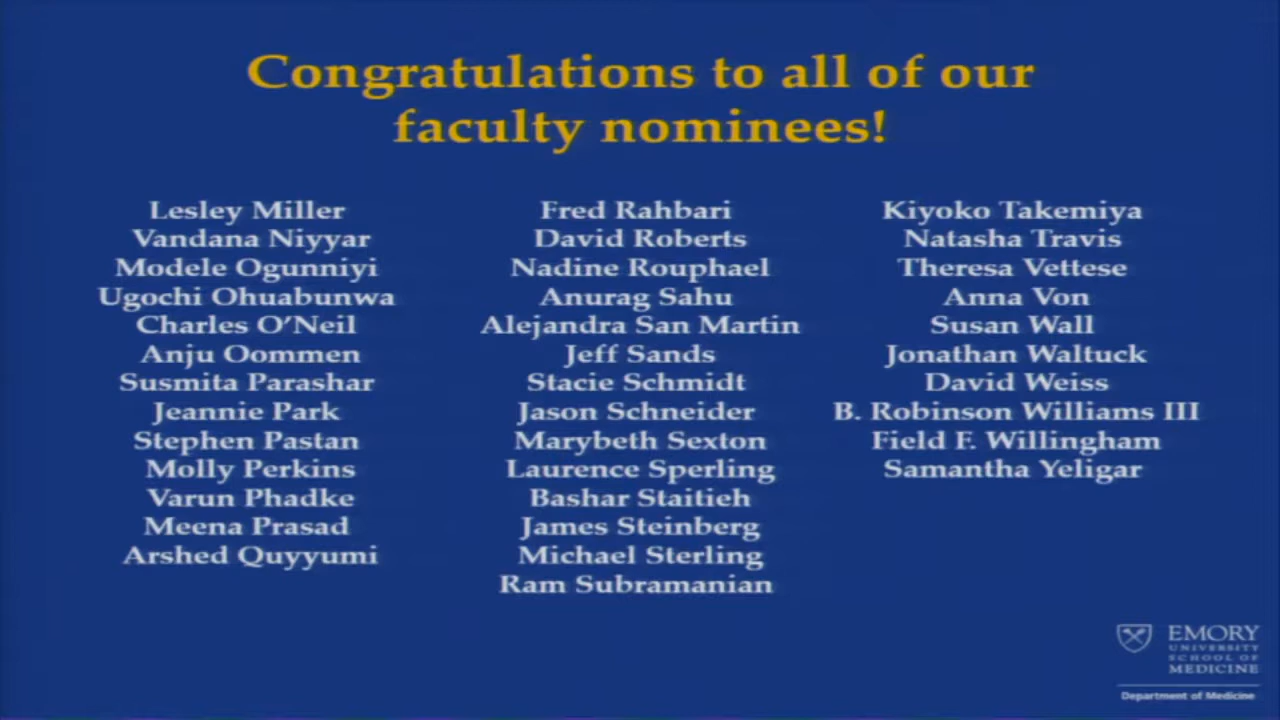 Congratulations to all of our
faculty nominees!
Lesley Miller
Vandana Niyyar
Modele Ogunniyi
Ugochi Ohuabunwa
Charles O'Neil
Anju Oommen
Susmita Parashar
Jeannie Park
Stephen Pastan
Molly Perkins
Varun Phadke
Meena Prasad
Arshed Quyyumi
Fred Rahbari
David Roberts
Nadine Rouphael
Anurag Sahu
Alejandra San Martin
Jeff Sands
Stacie Schmidt
Jason Schneider
Marybeth Sexton
Laurence Sperling
Bashar Staitieh
James Steinberg
Michael Sterling
Ram Subramanian
Kiyoko Takemiya
Natasha Travis
Theresa Vettese
Anna Von
Susan Wall
Jonathan Waltuck
David Weiss
B. Robinson Williams III
Field F. Willingham
Samantha Yeligar
EMORY
UNIVERSITY
SCHOOL OF
MEDICINE
Department of Medicine